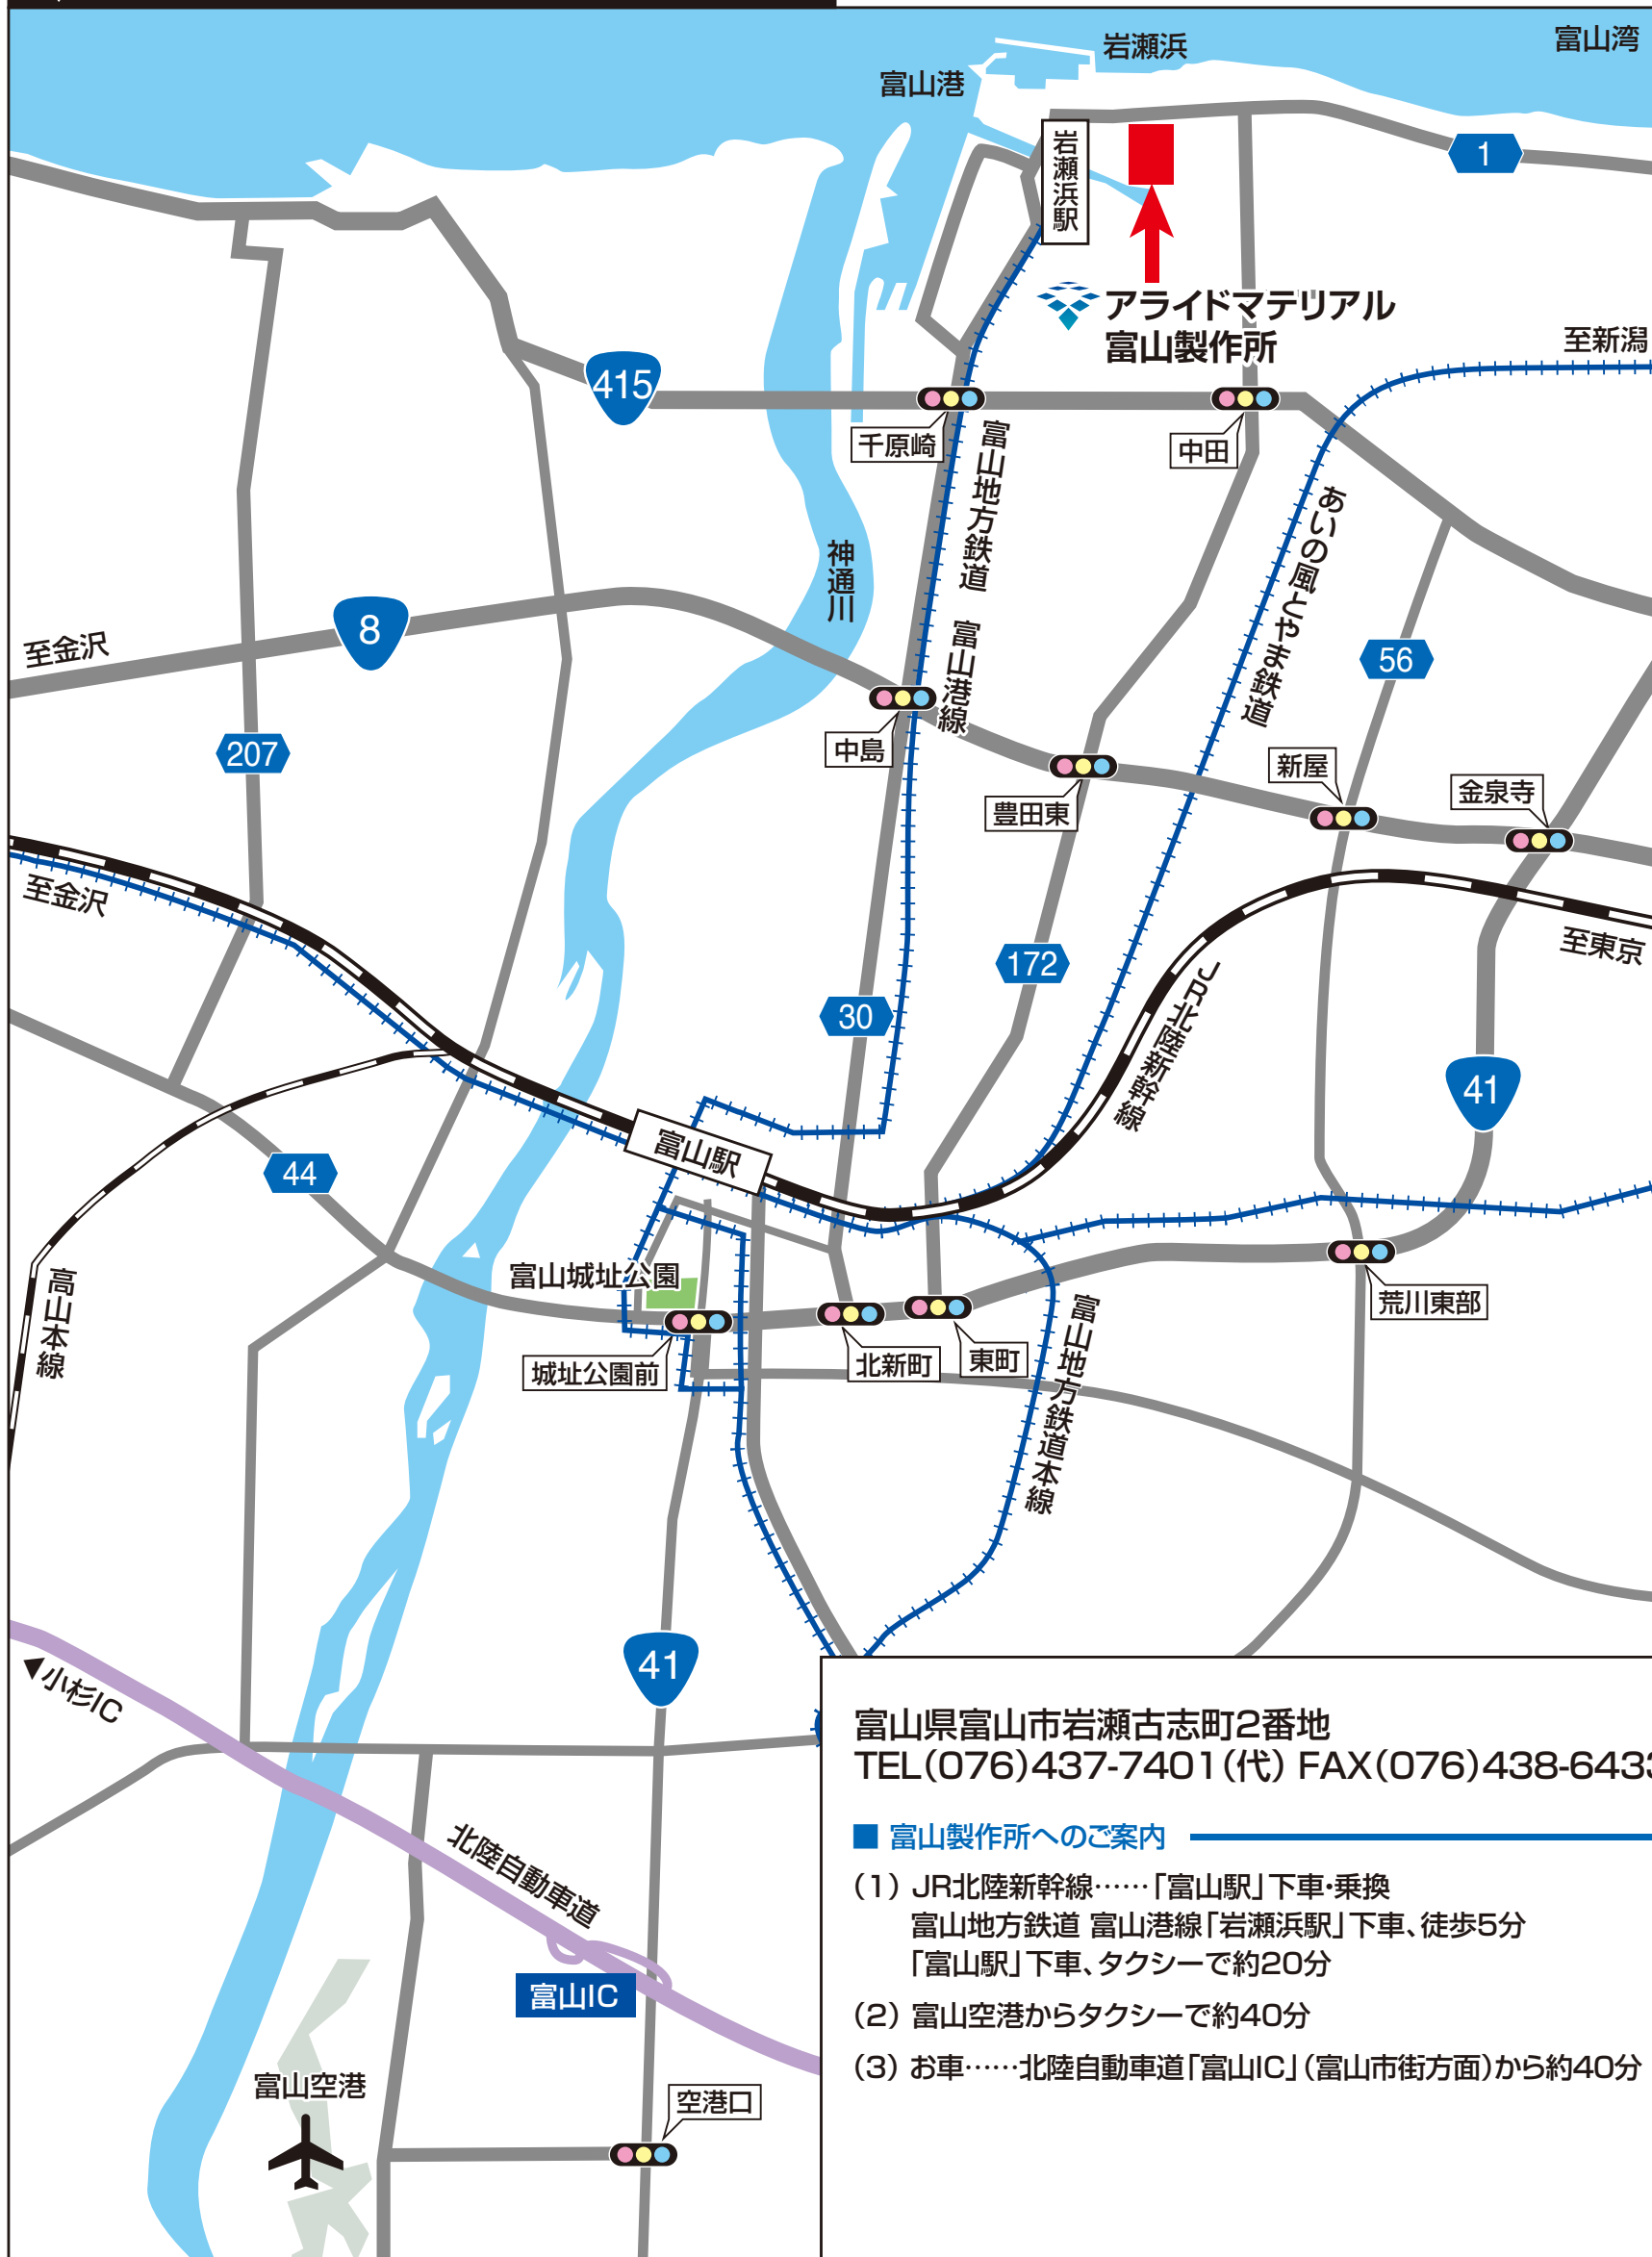 富山湾
岩瀬浜
富山港
岩瀬浜駅
1
アライドマテリアル
富山製作所
至新潟
415
千原崎
中田
富山地方鉄道 富山港線
あいの風とやま鉄道
神通川
8
至金沢
56
207
中島
新屋
豊田東
金泉寺
至金沢
至東京
172
30
JR北陸新幹線
41
富山駅
44
高山本線
富山城址公園
荒川東部
城址公園前
北新町
東町
富山地方鉄道本線
41
小杉IC
北陸自動車道
富山IC
富山空港
空港口
富山県富山市岩瀬古志町2番地
TEL(076)437-7401(代) FAX(076)438-6433
■ 富山製作所へのご案内
(1) JR北陸新幹線……「富山駅」下車・乗換
富山地方鉄道 富山港線「岩瀬浜駅」下車、徒歩5分
「富山駅」下車、タクシーで約20分
(2) 富山空港からタクシーで約40分
(3) お車……北陸自動車道「富山IC」(富山市街方面)から約40分